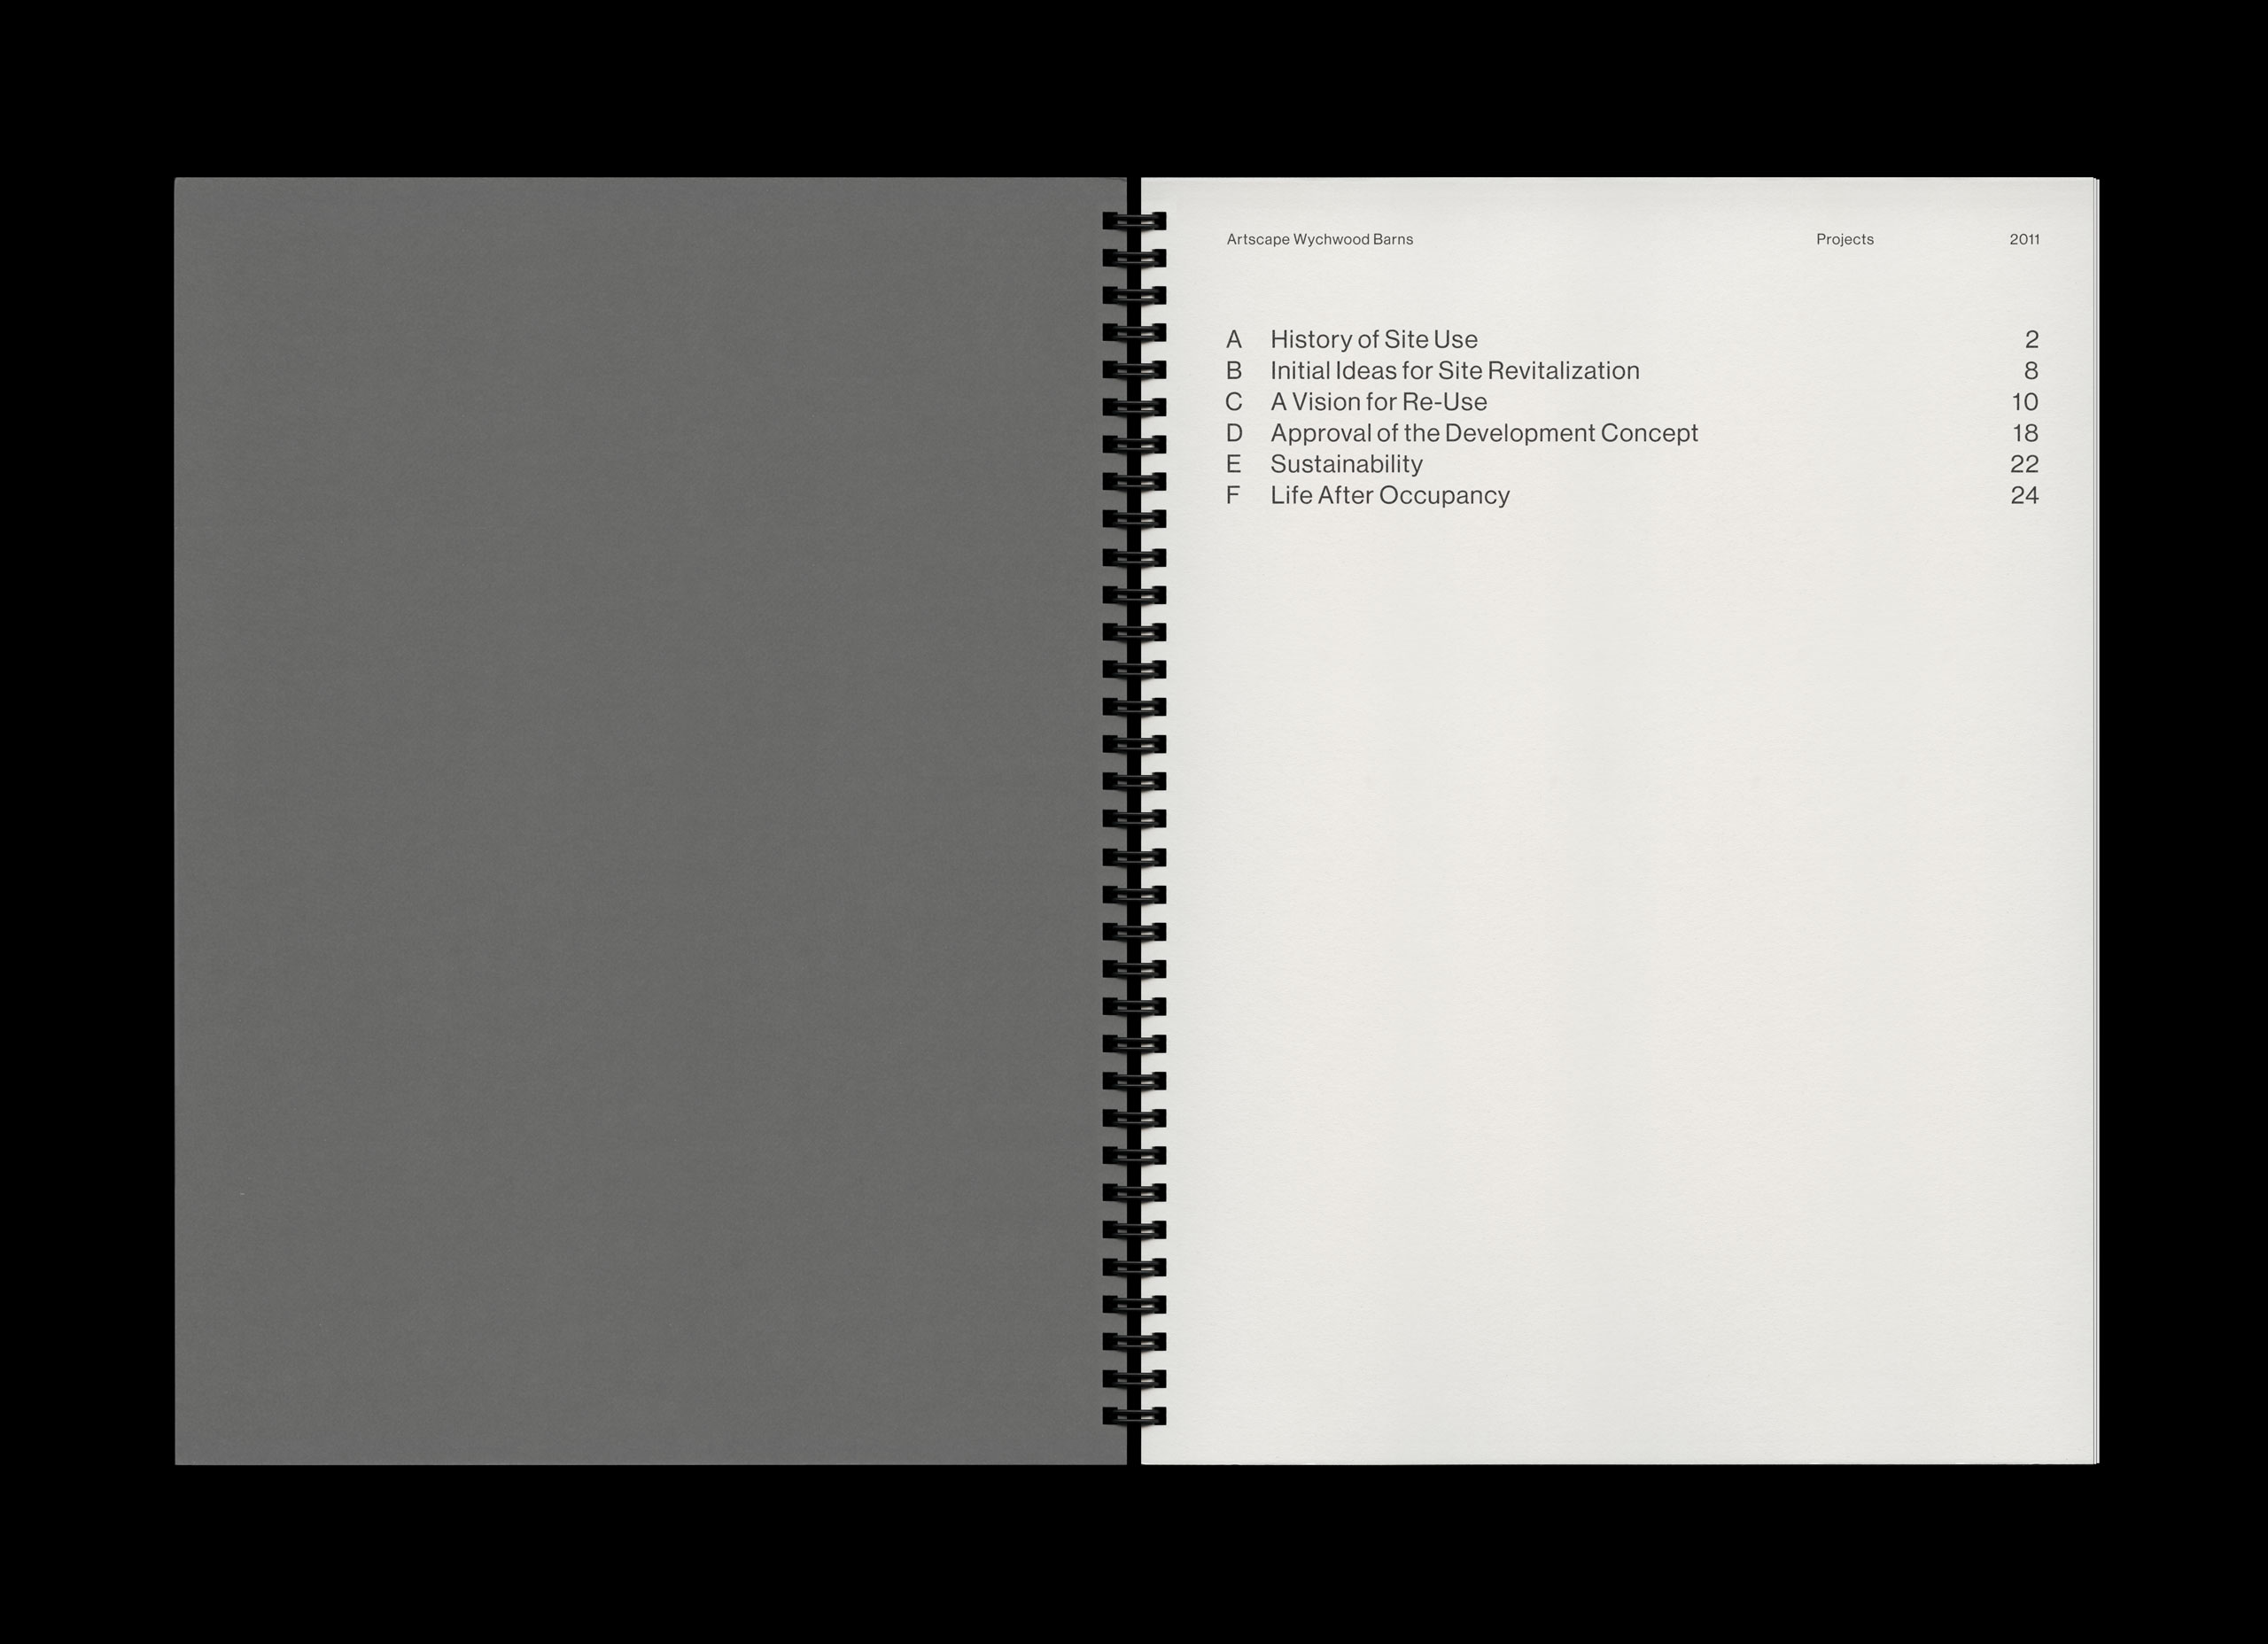 Artscape Wychwood Barns Projects 2011
A History of Site Use 2
B Initial Ideas for Site Revitalization 8
C A Vision for Re-Use 10
D Approval of the Development Concept 18
E Sustainability 22
F Life After Occupancy 24